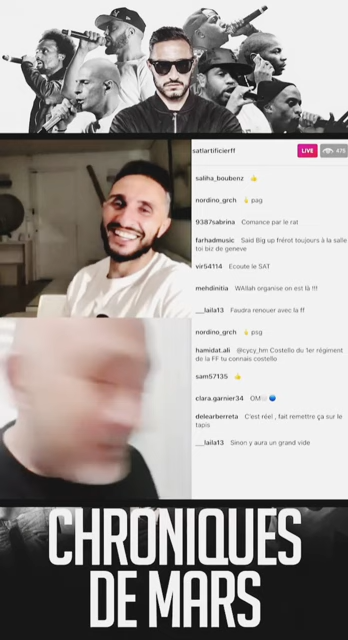 satlartificierff
LIVE 475
saliha_boubenz 👍
nordino_grch 👍 pag
9387sabrina Comance par le rat
farhadmusic Saïd Big up frérot toujours à la salle
toi biz de geneve
vir54114 Ecoute le SAT
mehdinitia WAllah organise on est là !!!
__laila13 Faudra renouer avec la ff
nordino_grch 👍 pag
hamidat.ali @cycy_hm Costello du 1er régiment
de la FF tu connais costello
sam57135 👍
clara.garnier34 OM⚪🔵
delearberreta C'est réel , fait remettre ça sur le
tapis
__laila13 Sinon y aura un grand vide
CHRONIQUES
DE MARS